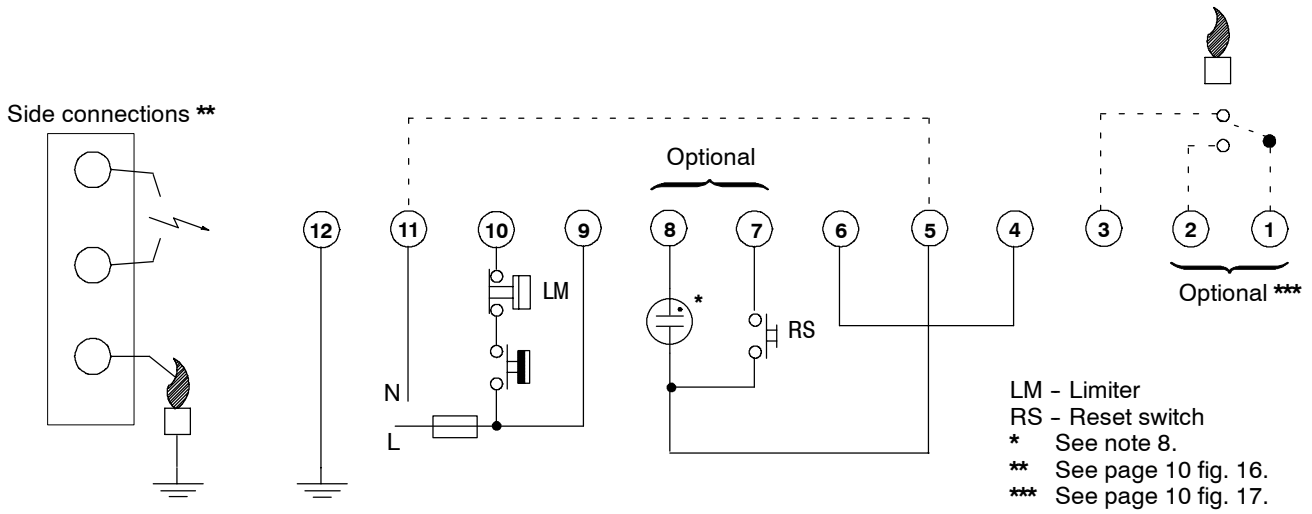 Side connections **
Optional
12
11
10
9
8
7
6
5
4
3
2
1
LM
*
RS
Optional ***
N
L
LM - Limiter
RS - Reset switch
* See note 8.
** See page 10 fig. 16.
*** See page 10 fig. 17.